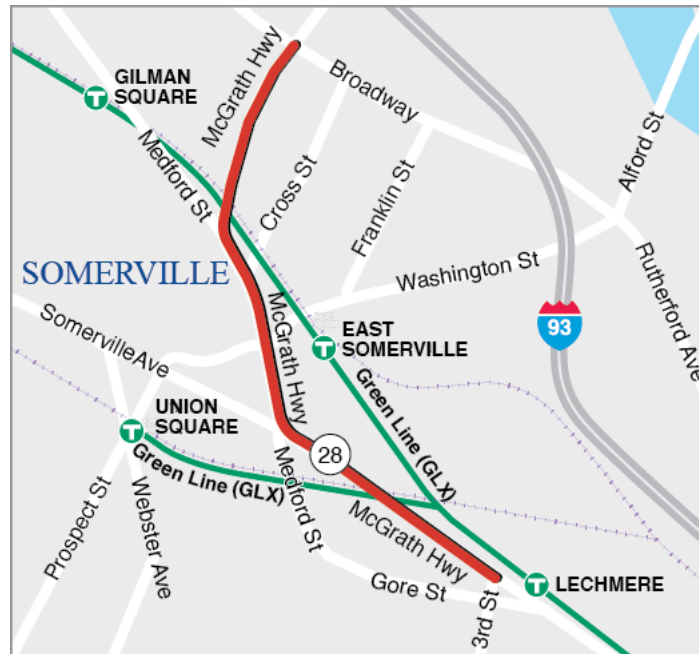 McGrath Hwy
Broadway
GILMAN
SQUARE
T
Medford St
Cross St
Franklin St
Alford St
Rutherford Ave
Washington St
SOMERVILLE
93
McGrath Hwy
T
EAST
SOMERVILLE
Somerville Ave
Green Line (GLX)
UNION
SQUARE
T
Green Line (GLX)
28
Medford St
McGrath Hwy
Prospect St
Webster Ave
Gore St
3rd St
T
LECHMERE